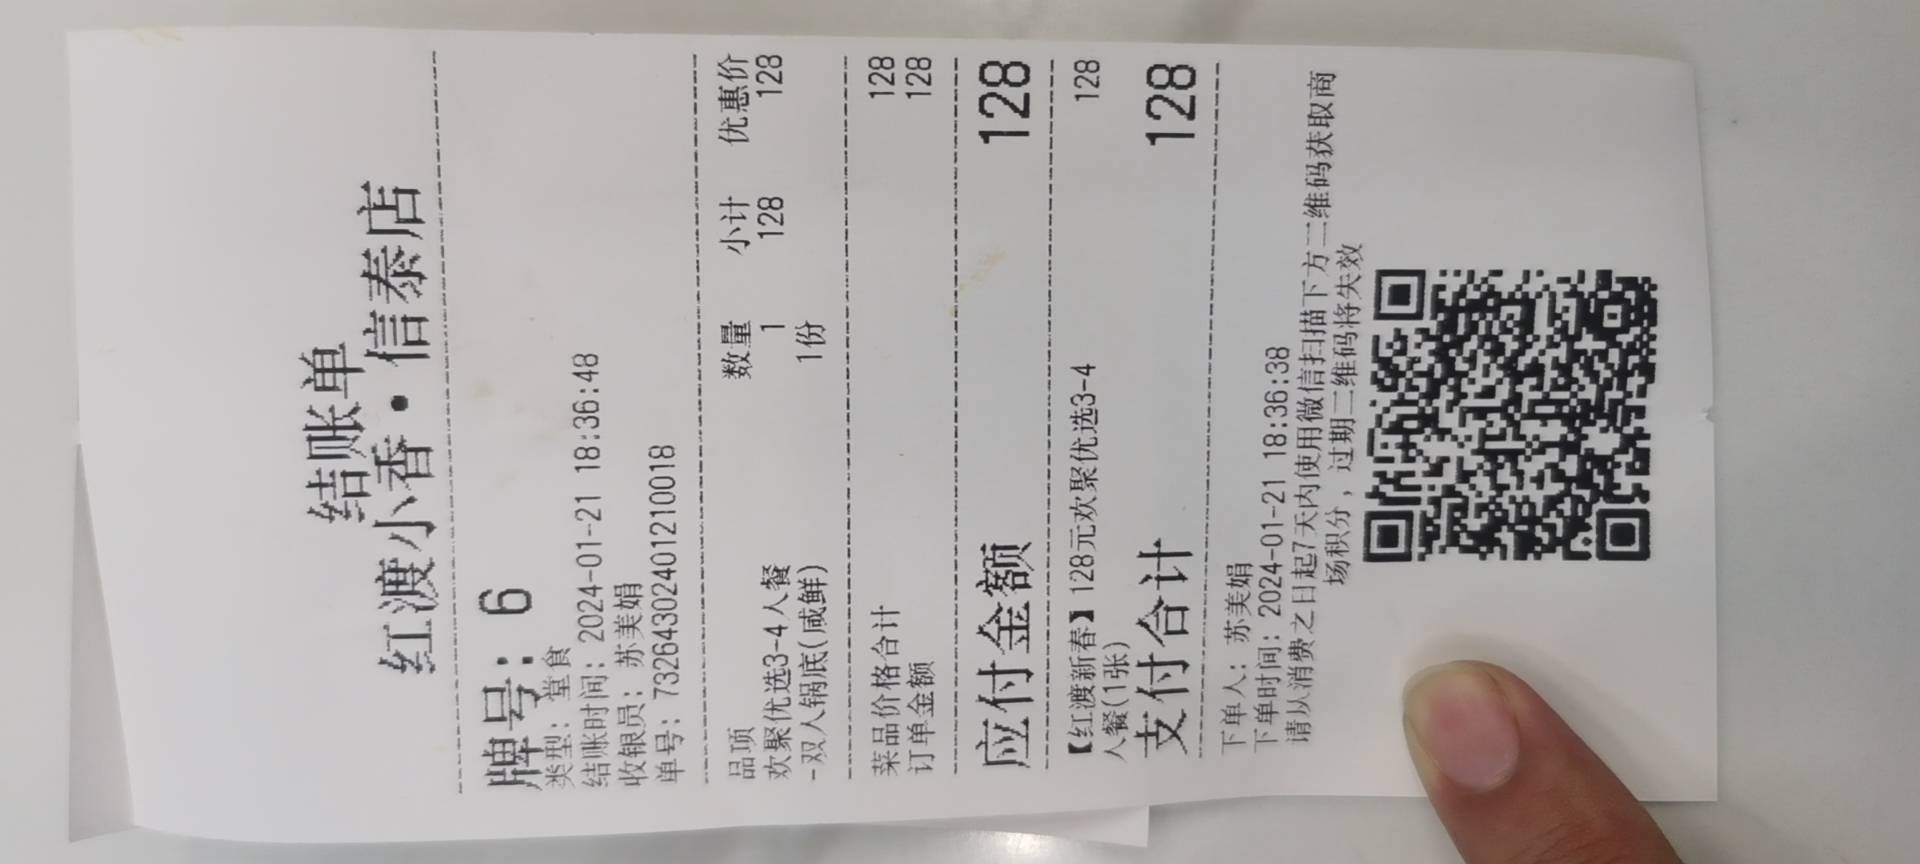 结账单
红渡小香•信泰店
牌号：6
类型：堂食
结账时间：2024-01-21 18:36:48
收银员：苏美娟
单号：732643024012100​18
品项 数量 小计 优惠价
欢聚优选3-4人餐 1 128 128
-双人锅底(咸鲜) 1份
菜品价格合计 128
订单金额 128
应付金额 128
【红渡新春】128元欢聚优选3-4 128
人餐(1张)
支付合计 128
下单人：苏美娟
下单时间：2024-01-21 18:36:38
请从消费之日起7天内使用微信扫描下方二维码获取商
场积分，过期二维码将失效